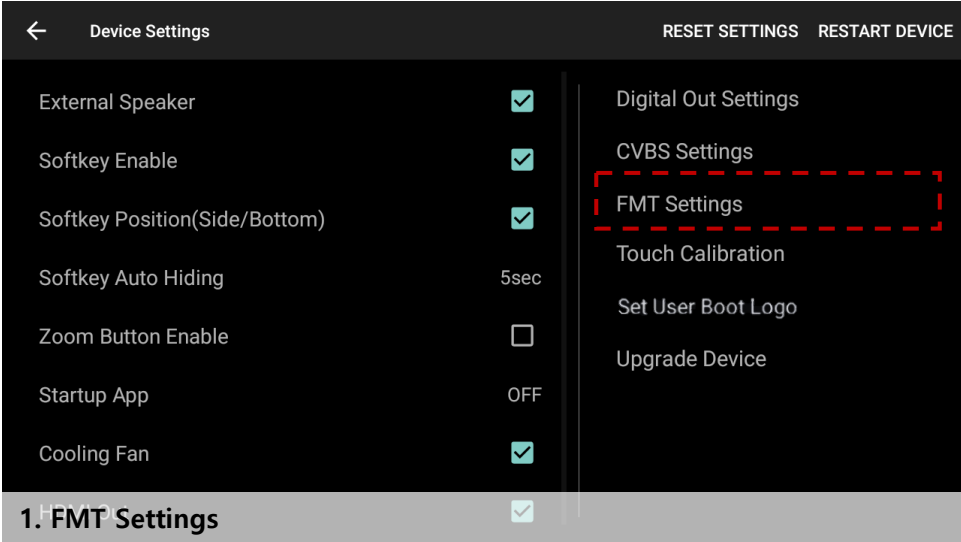 Device Settings
RESET SETTINGS
RESTART DEVICE
External Speaker
Softkey Enable
Softkey Position(Side/Bottom)
Softkey Auto Hiding
5sec
Zoom Button Enable
Startup App
OFF
Cooling Fan
HDMI Out
Digital Out Settings
CVBS Settings
FMT Settings
Touch Calibration
Set User Boot Logo
Upgrade Device
1. FMT Settings